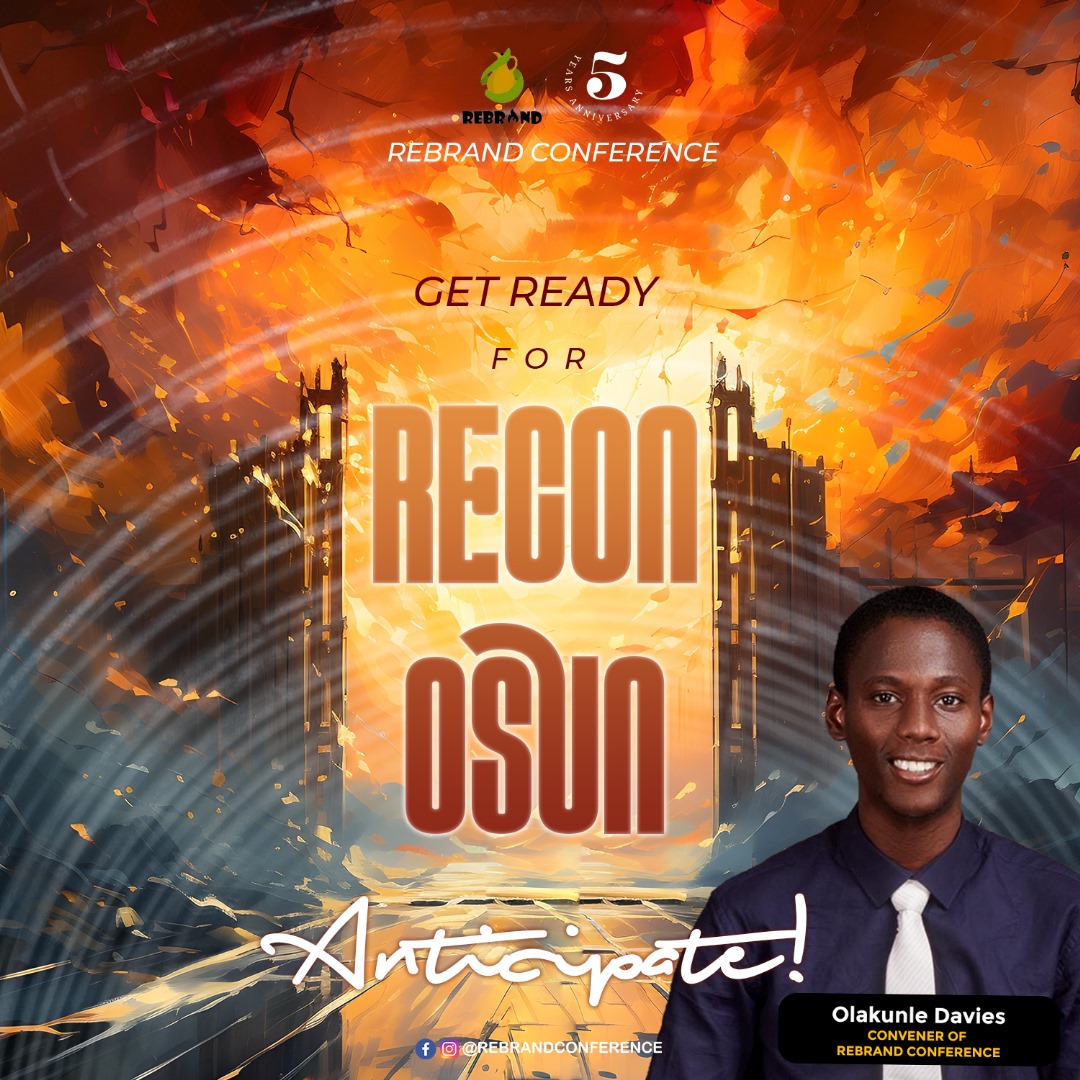 REBRAND
5
YEARS ANNIVERSARY
REBRAND CONFERENCE
GET READY
FOR
RECON
OSUN
Anticipate!
Olakunle Davies
CONVENER OF
REBRAND CONFERENCE
@REBRANDCONFERENCE